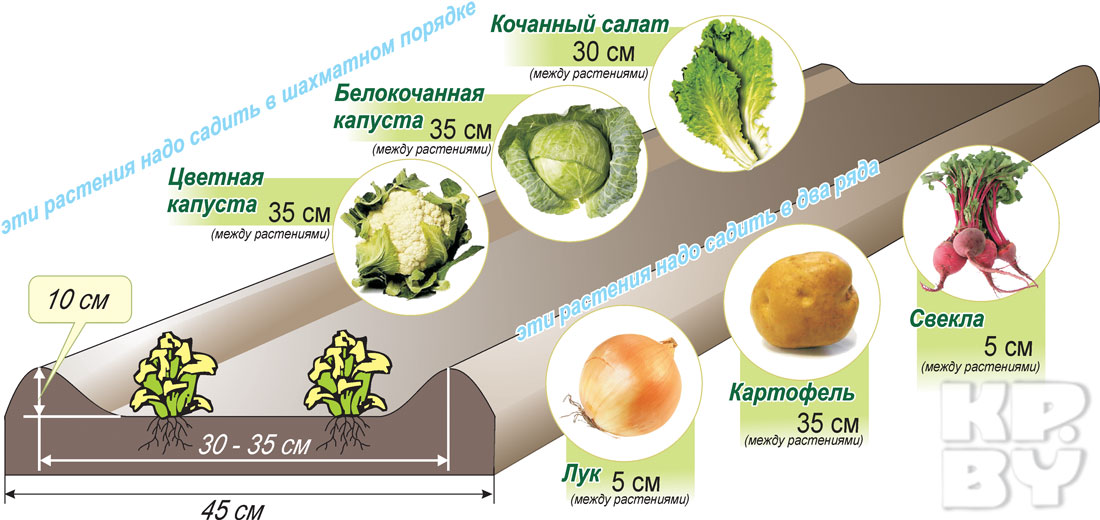 эти растения надо садить в шахматном порядке
Кочанный салат
30 см
(между растениями)
Белокочанная
капуста 35 см
(между растениями)
Цветная
капуста 35 см
(между растениями)
эти растения надо садить в два ряда
Свекла
5 см
(между растениями)
Картофель
35 см
(между растениями)
Лук 5 см
(между растениями)
10 см
30 - 35 см
45 см
KP.
BY